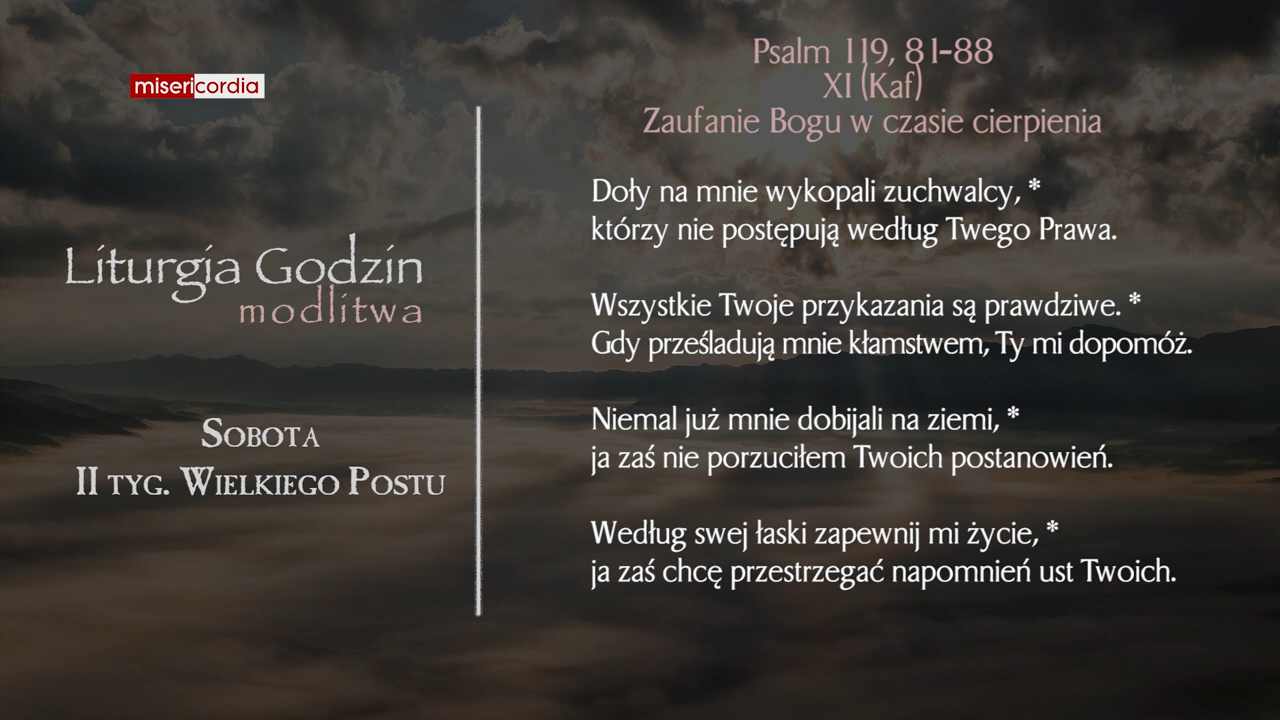 misericordia
Liturgia Godzin
modlitwa
Sobota
II tyg. Wielkiego Postu
Psalm 119, 81-88
XI (Kaf)
Zaufanie Bogu w czasie cierpienia
Doły na mnie wykopali zuchwalcy, *
którzy nie postępują według Twego Prawa.
Wszystkie Twoje przykazania są prawdziwe. *
Gdy prześladują mnie kłamstwem, Ty mi dopomóż.
Niemal już mnie dobijali na ziemi, *
ja zaś nie porzuciłem Twoich postanowień.
Według swej łaski zapewnij mi życie, *
ja zaś chcę przestrzegać napomnień ust Twoich.